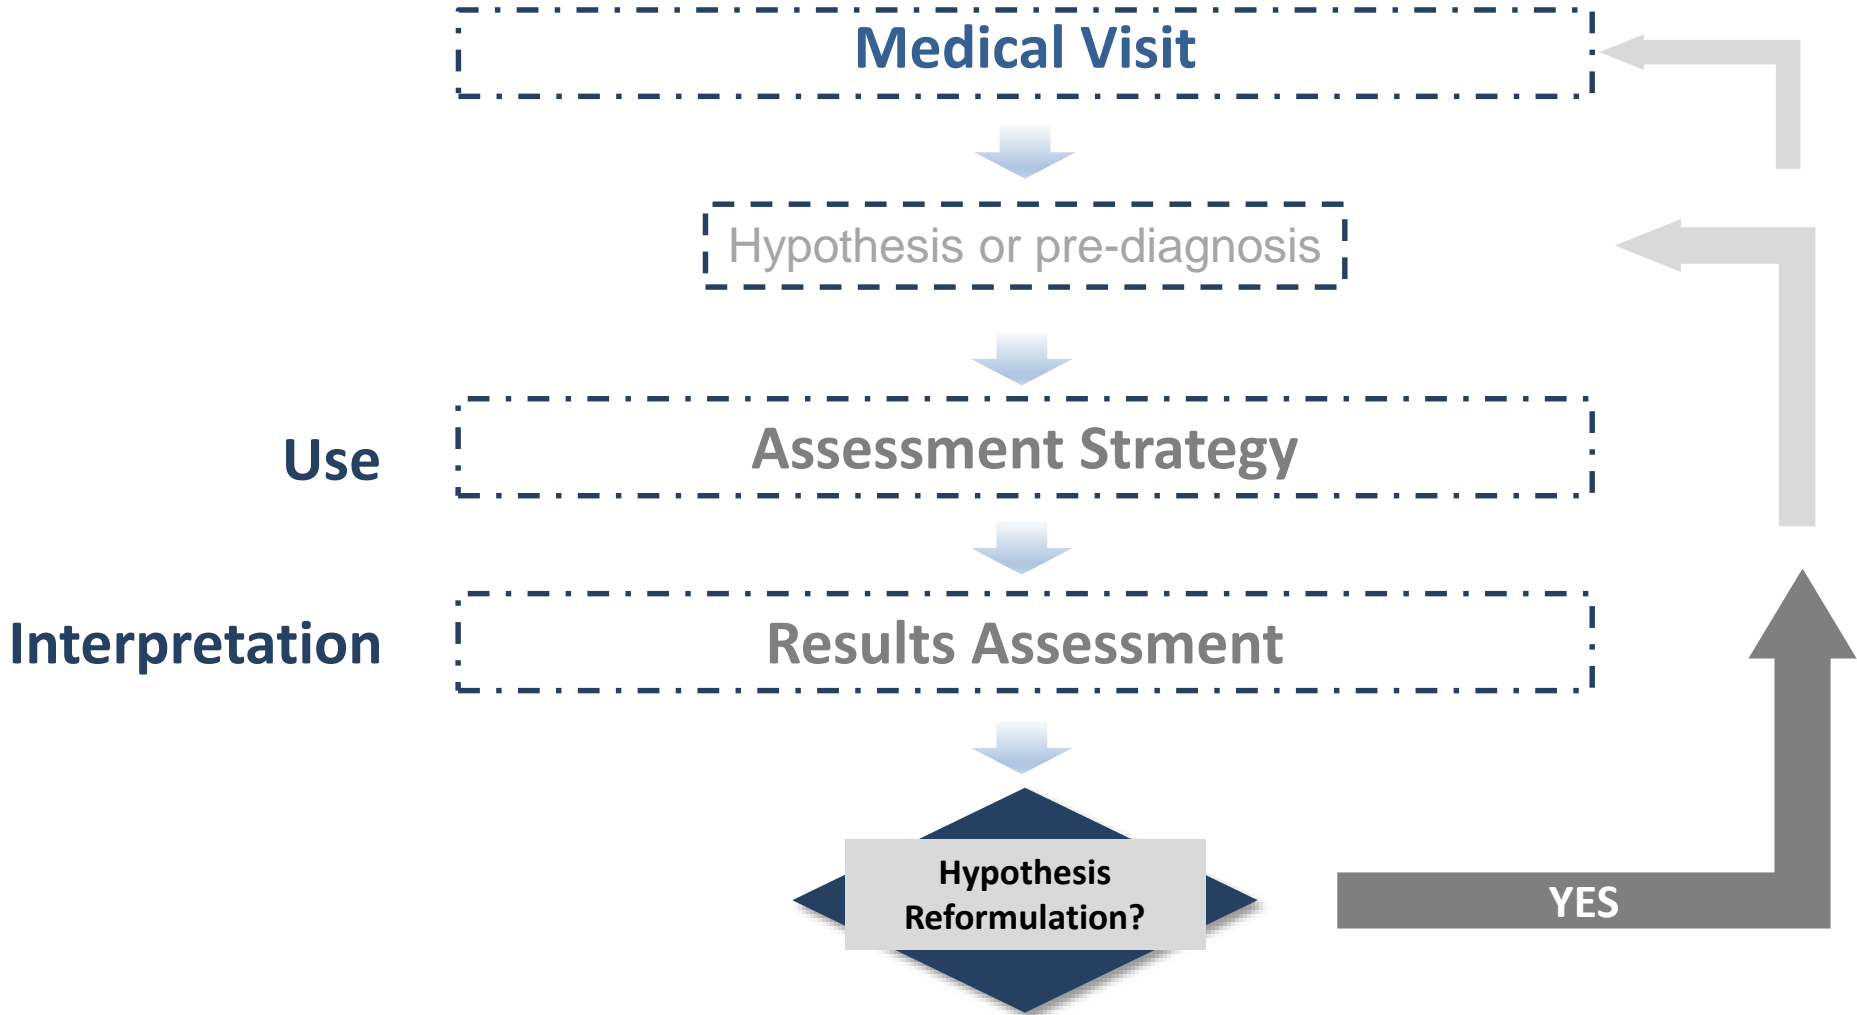 Medical Visit
Hypothesis or pre-diagnosis
Use
Assessment Strategy
Interpretation
Results Assessment
Hypothesis
Reformulation?
YES